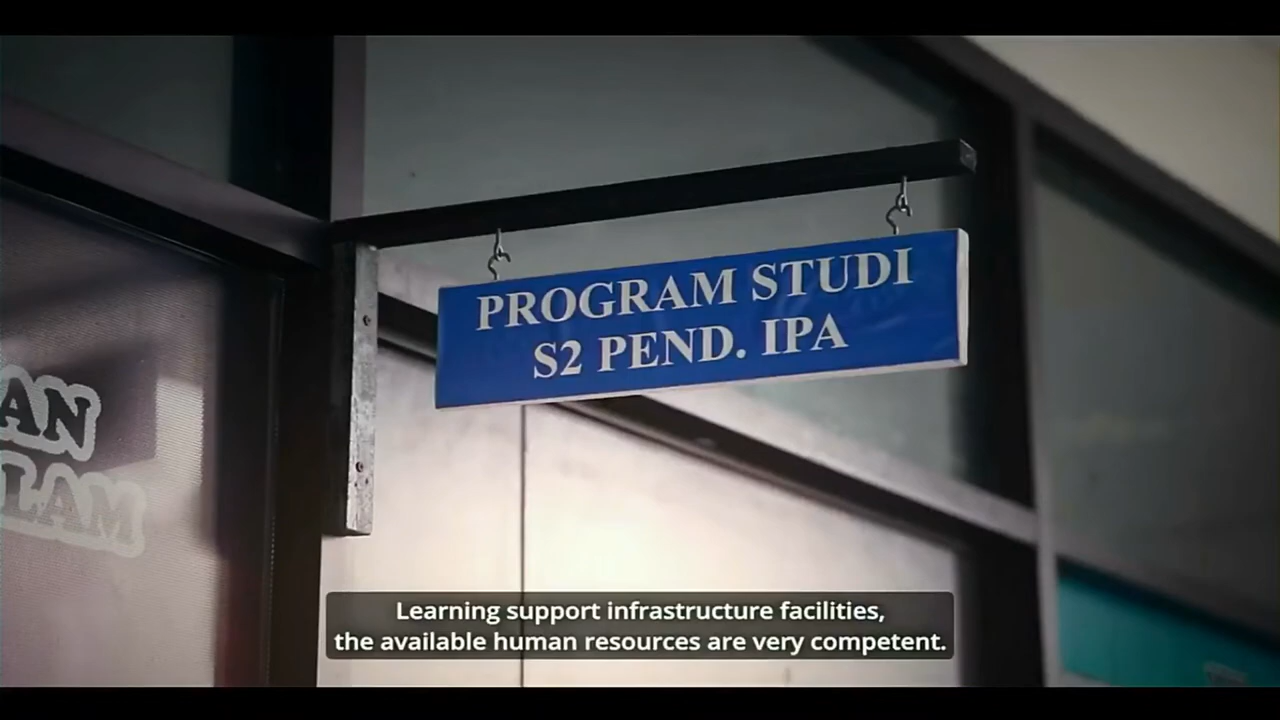 PROGRAM STUDI
S2 PEND. IPA
AN
LAM
Learning support infrastructure facilities,
the available human resources are very competent.